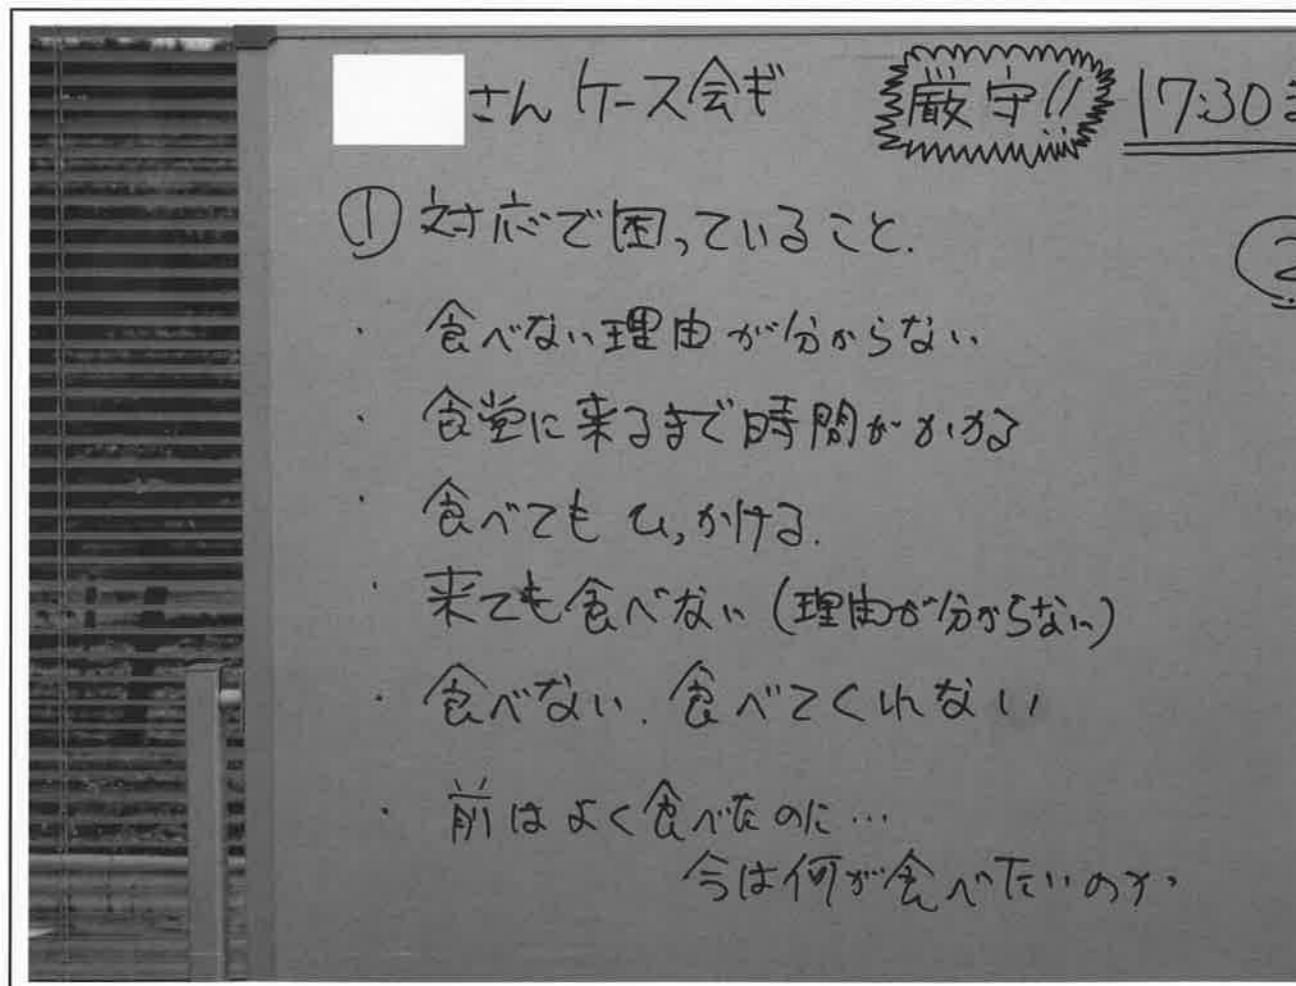 さん ケース会ギ 厳守!! 17:30ま
① 対応で困っていること.
・ 食べない理由が分からない
・ 食堂に来るまで時間がかかる
・ 食べても ひっかける.
・ 来ても食べない (理由が分からない)
・ 食べない. 食べてくれない
・ 前はよく食べたのに…
今は何が食べたいのか
②